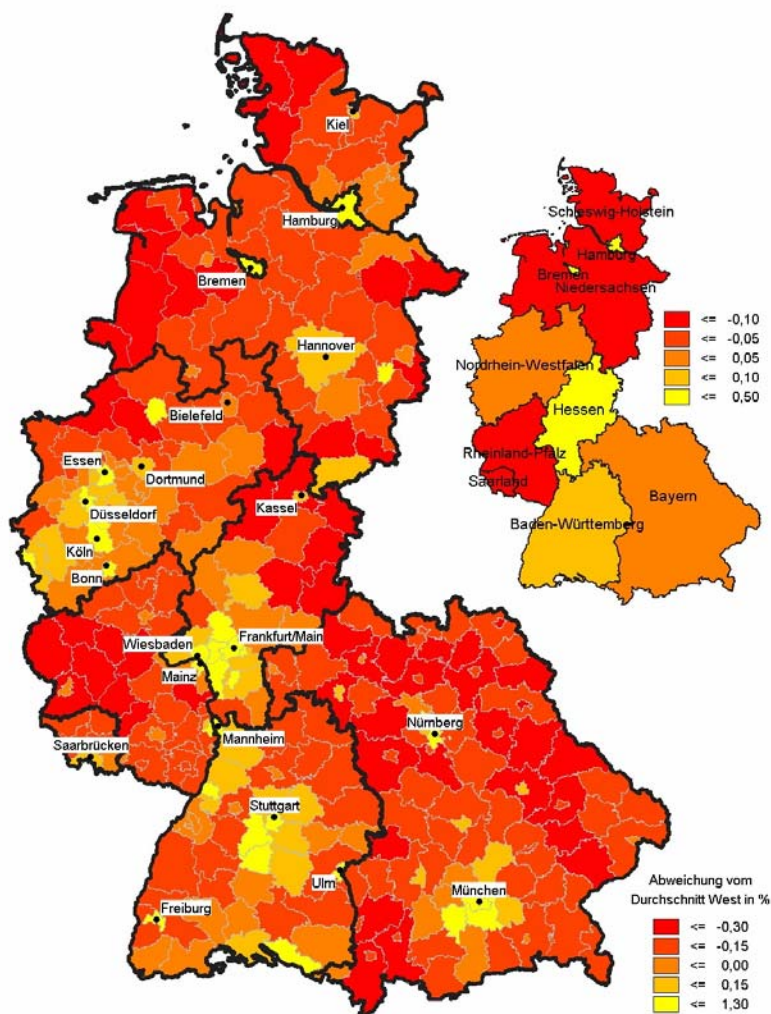 Kiel
Hamburg
Bremen
Hannover
Bielefeld
Essen
Dortmund
Düsseldorf
Köln
Bonn
Kassel
Wiesbaden
Frankfurt/Main
Mainz
Saarbrücken
Mannheim
Nürnberg
Stuttgart
Ulm
Freiburg
München
Schleswig-Holstein
Hamburg
Bremen
Niedersachsen
Nordrhein-Westfalen
Hessen
Rheinland-Pfalz
Saarland
Bayern
Baden-Württemberg
<= -0,10
<= -0,05
<= 0,05
<= 0,10
<= 0,50
Abweichung vom
Durchschnitt West in %
<= -0,30
<= -0,15
<= 0,00
<= 0,15
<= 1,30